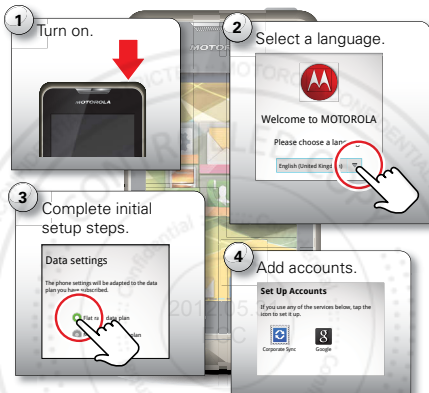 1
Turn on.
MOTOROLA
2
Select a language.
Welcome to MOTOROLA
Please choose a
English (United
3
Complete initial
setup steps.
Data settings
The phone settings will be adapted to the data
plan you have subscribed.
Flat data plan
plan
4
Add accounts.
Set Up Accounts
If you use any of the services below, tap the
icon to set it up.
Corporate Sync
Google
2012.05.